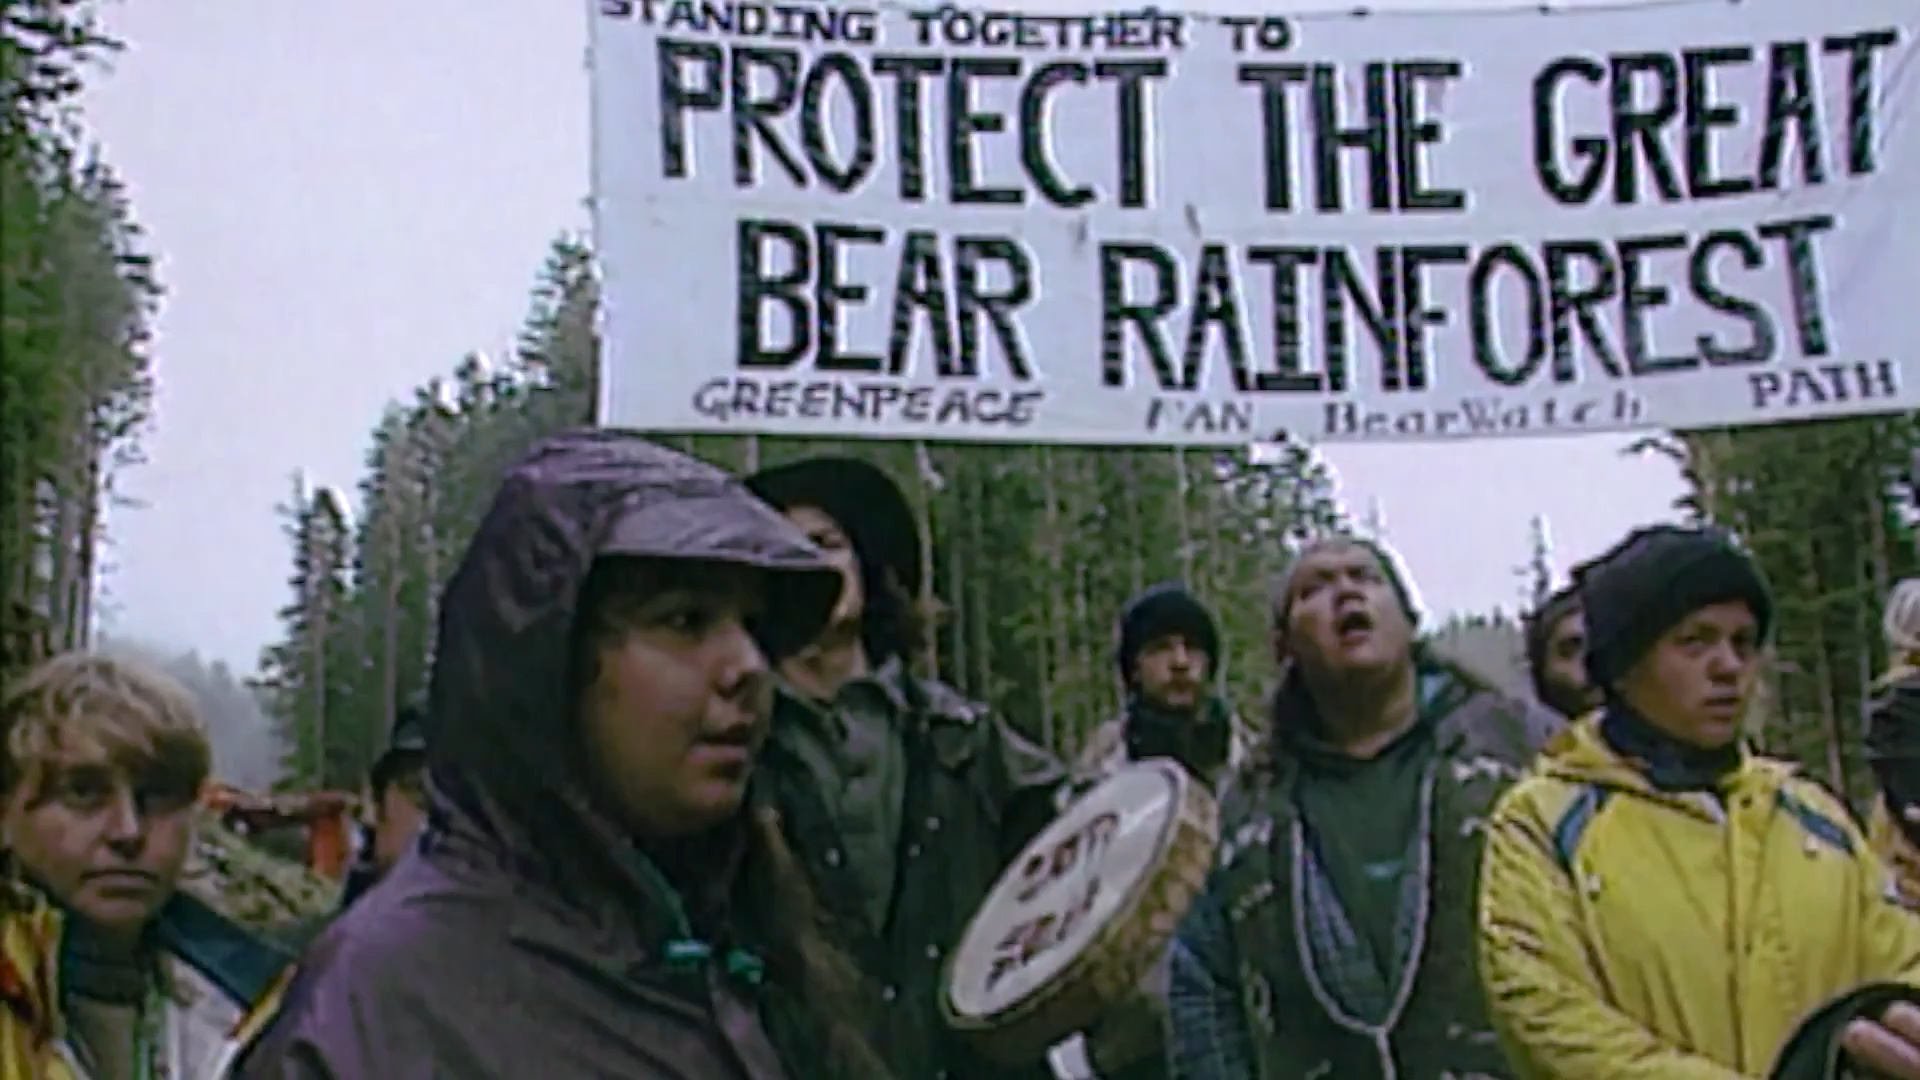 STANDING TOGETHER TO
PROTECT THE GREAT
BEAR RAINFOREST
GREENPEACE FAN BearWatch PATH